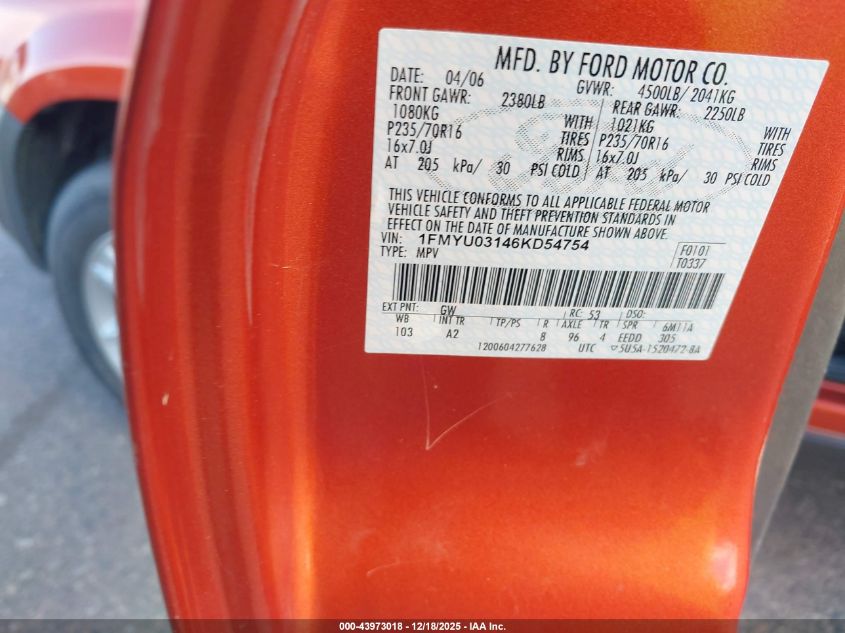 MFD. BY FORD MOTOR CO.
DATE: 04/06 GVWR: 4500LB/ 2041KG
FRONT GAWR: 2380LB REAR GAWR: 2250LB
1080KG WITH 1021KG WITH
P235/70R16 TIRES P235/70R16 TIRES
16x7.0J RIMS 16x7.0J RIMS
AT 205 kPa/ 30 PSI COLD AT 205 kPa/ 30 PSI COLD
THIS VEHICLE CONFORMS TO ALL APPLICABLE FEDERAL MOTOR
VEHICLE SAFETY AND THEFT PREVENTION STANDARDS IN
EFFECT ON THE DATE OF MANUFACTURE SHOWN ABOVE.
VIN: 1FMYU03146KD54754 F0101
TYPE: MPV T0337
EXT PNT: GW RC: 53 DSO:
WB INT TR TP/PS R AXLE TR SPR 6M11A
103 A2 8 96 4 EEDD 305
1200604277628 UTC ▽5U5A-1520472-BA
000-43973018 - 12/18/2025 - IAA Inc.